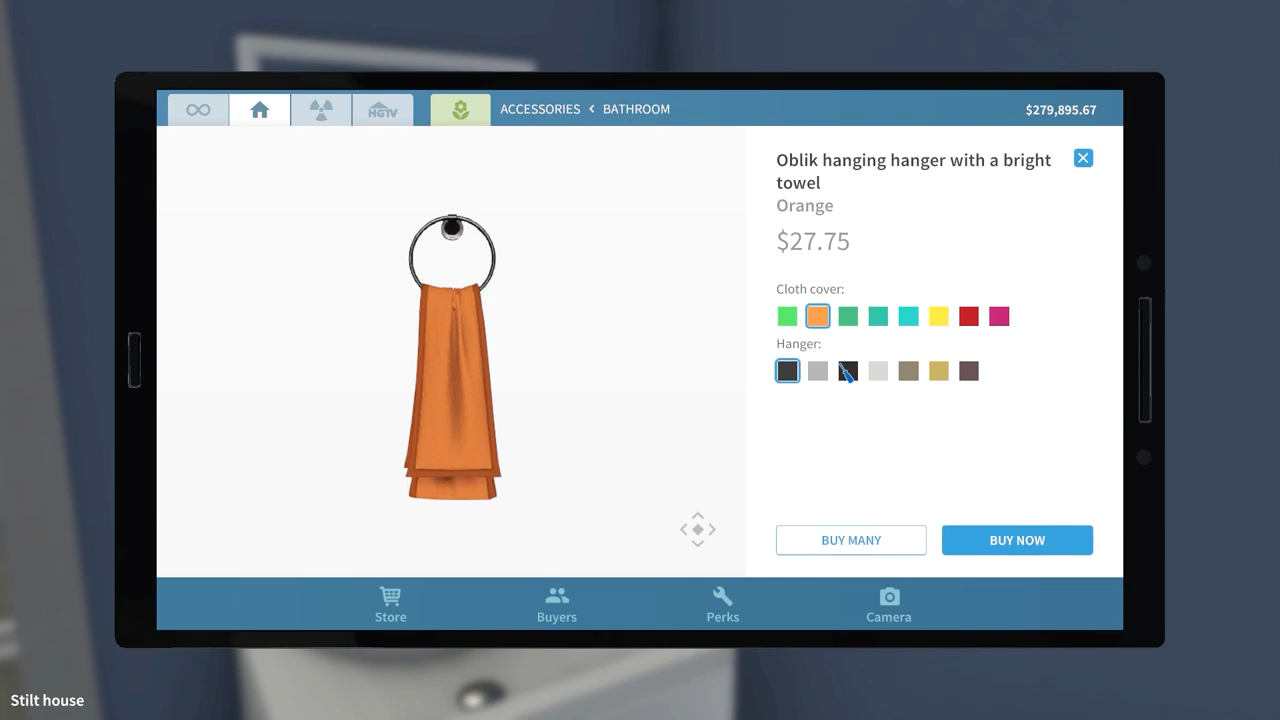 HGTV
ACCESSORIES < BATHROOM
$279,895.67
Oblik hanging hanger with a bright
towel
Orange
$27.75
Cloth cover:
Hanger:
BUY MANY
BUY NOW
Store
Buyers
Perks
Camera
Stilt house